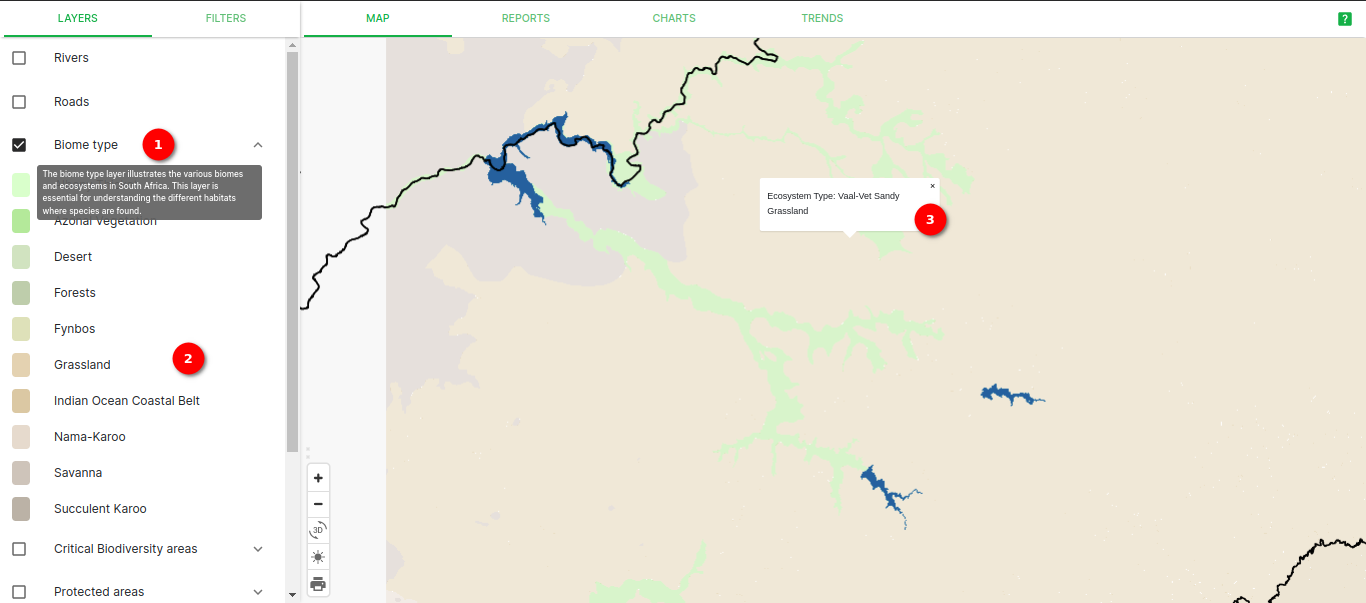 LAYERS
FILTERS
MAP
REPORTS
CHARTS
TRENDS
?
Rivers
Roads
Biome type
1
The biome type layer illustrates the various biomes
and ecosystems in South Africa. This layer is
essential for understanding the different habitats
where species are found.
Azonal Vegetation
Desert
Forests
Fynbos
Grassland
2
Indian Ocean Coastal Belt
Nama-Karoo
Savanna
Succulent Karoo
Critical Biodiversity areas
Protected areas
×
Ecosystem Type: Vaal-Vet Sandy
Grassland
3
+
−
3D